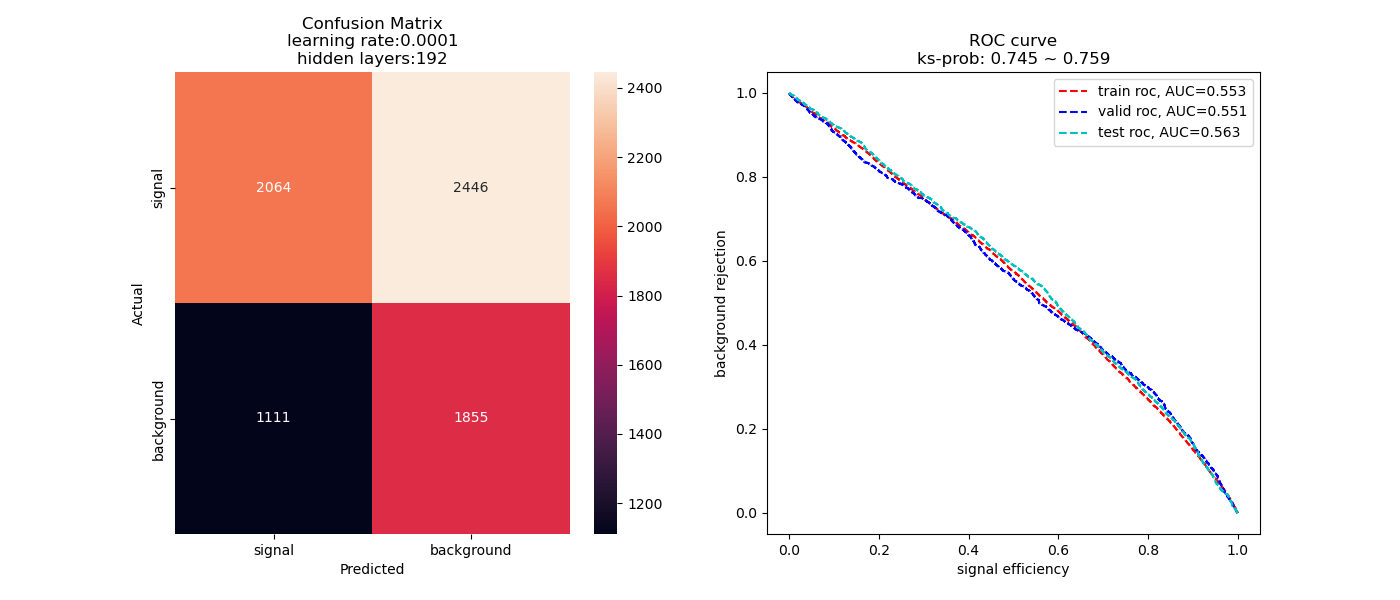 Confusion Matrix
learning rate:0.0001
hidden layers:192
signal
background
Actual
2064
2446
1111
1855
signal
background
Predicted
2400
2200
2000
1800
1600
1400
1200
ROC curve
ks-prob: 0.745 ~ 0.759
train roc, AUC=0.553
valid roc, AUC=0.551
test roc, AUC=0.563
background rejection
1.0
0.8
0.6
0.4
0.2
0.0
0.0
0.2
0.4
0.6
0.8
1.0
signal efficiency